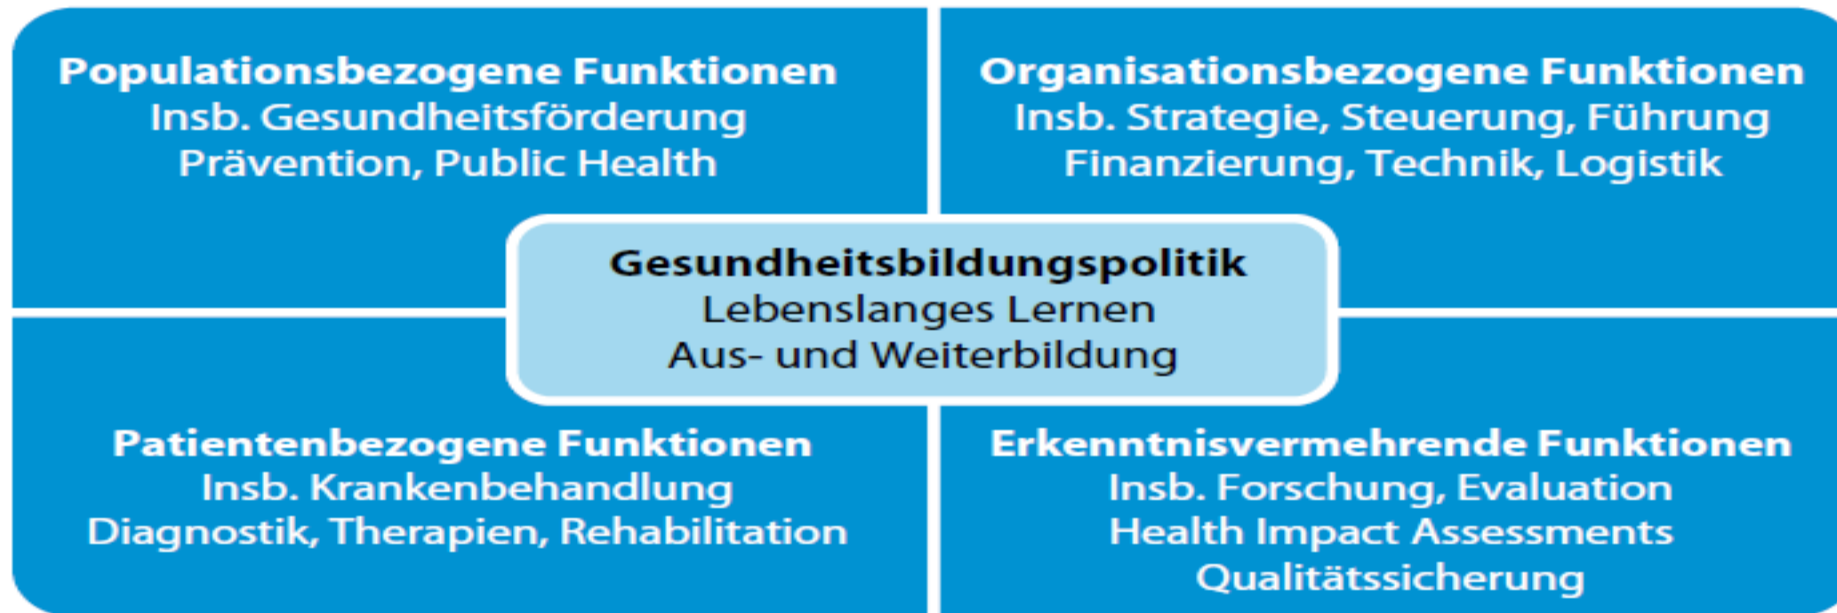 Populationsbezogene Funktionen
Insb. Gesundheitsförderung
Prävention, Public Health
Organisationsbezogene Funktionen
Insb. Strategie, Steuerung, Führung
Finanzierung, Technik, Logistik
Gesundheitsbildungspolitik
Lebenslanges Lernen
Aus- und Weiterbildung
Patientenbezogene Funktionen
Insb. Krankenbehandlung
Diagnostik, Therapien, Rehabilitation
Erkenntnisvermehrende Funktionen
Insb. Forschung, Evaluation
Health Impact Assessments
Qualitätssicherung